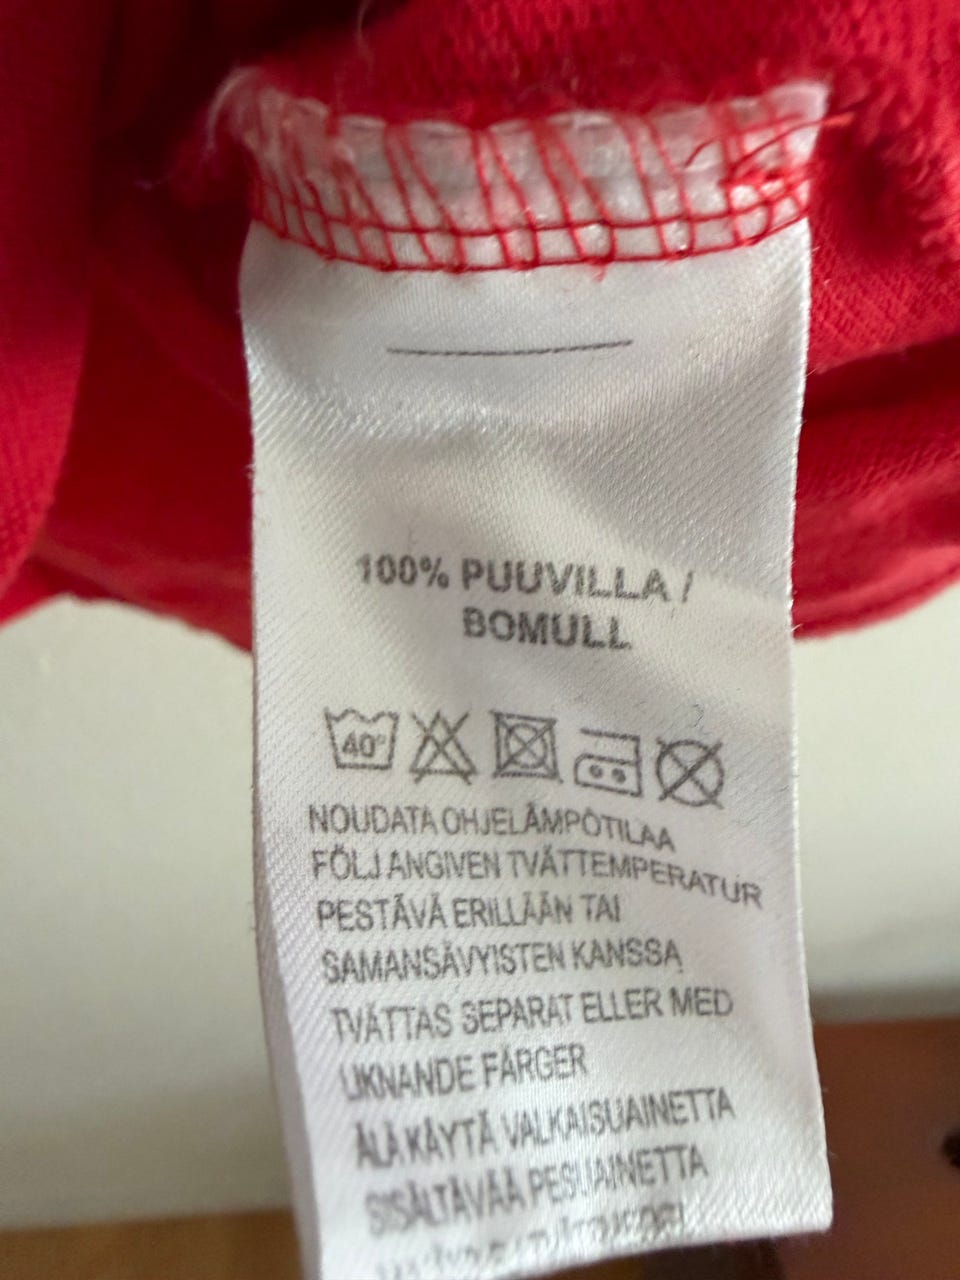 100% PUUVILLA /
BOMULL
40°
NOUDATA OHJELÄMPÖTILAA
FÖLJ ANGIVEN TVÄTTEMPERATUR
PESTÄVÄ ERILLÄÄN TAI
SAMANSÄVYISTEN KANSSA
TVÄTTAS SEPARAT ELLER MED
LIKNANDE FÄRGER
ÄLÄ KÄYTÄ VALKAISUAINETTA
SISÄLTÄVÄÄ PESUAINETTA